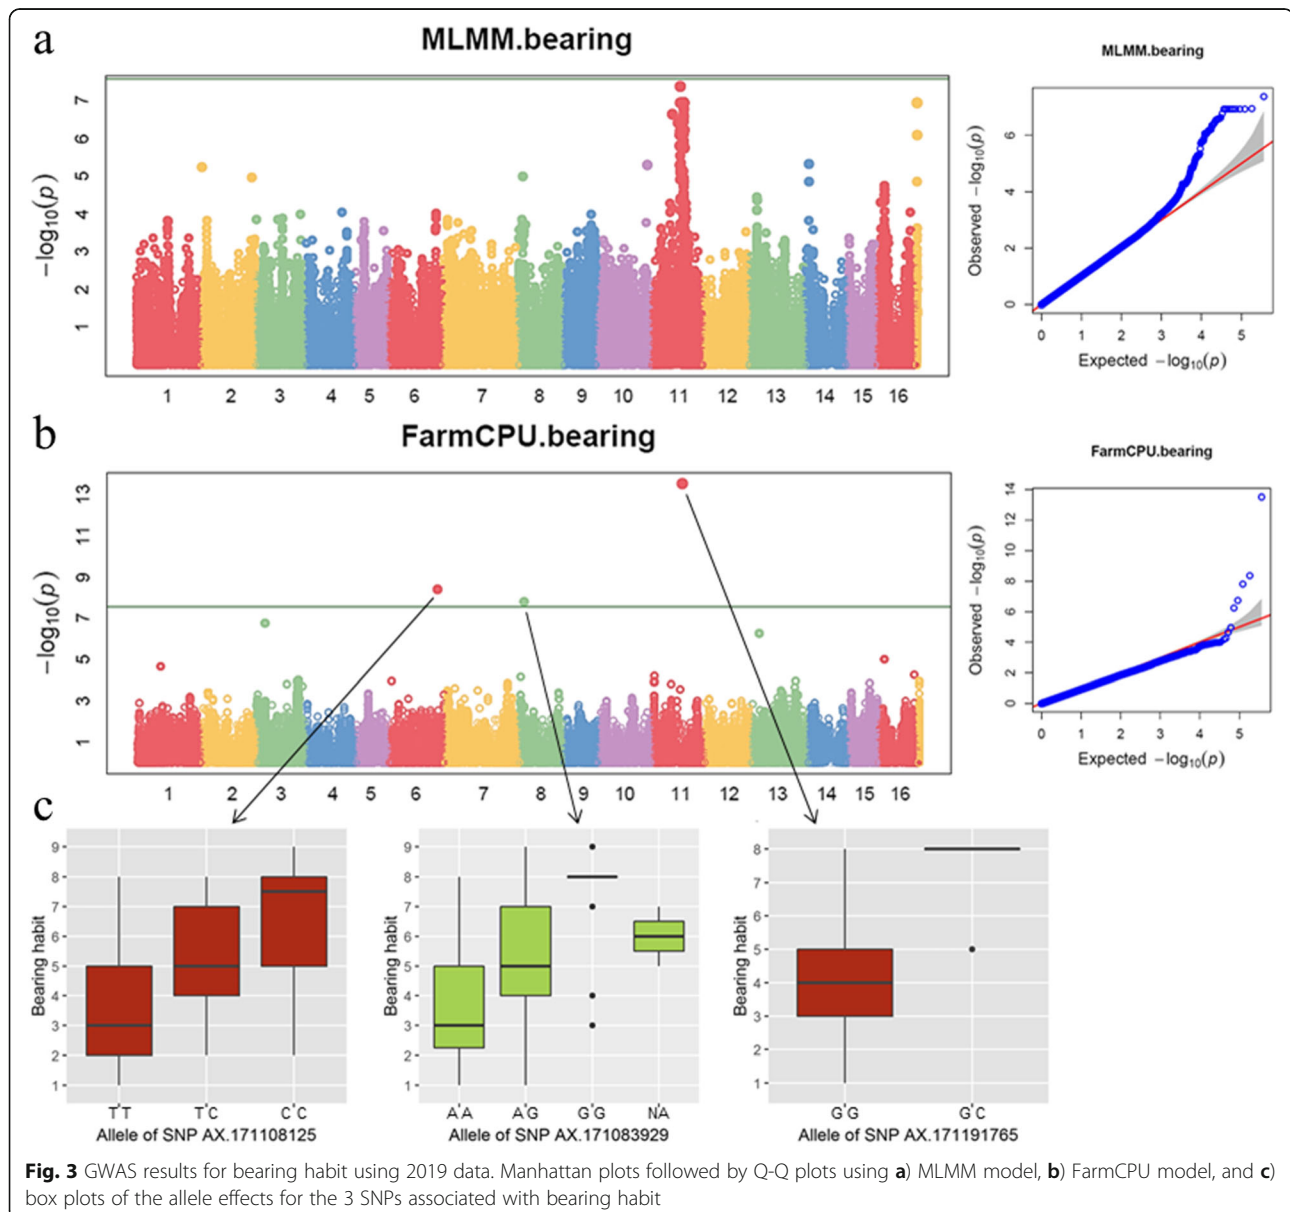 a
MLMM.bearing
−log10(p)
7
6
5
4
3
2
1
1 2 3 4 5 6 7 8 9 10 11 12 13 14 15 16
MLMM.bearing
Observed −log10(p)
6
4
2
0
0 1 2 3 4 5
Expected −log10(p)
b
FarmCPU.bearing
−log10(p)
13
11
9
7
5
3
1
1 2 3 4 5 6 7 8 9 10 11 12 13 14 15 16
FarmCPU.bearing
Observed −log10(p)
14
12
10
8
6
4
2
0
0 1 2 3 4 5
Expected −log10(p)
c
Bearing habit
9
8
7
6
5
4
3
2
1
T T T C C C
Allele of SNP AX.171108125
Bearing habit
9
8
7
6
5
4
3
2
1
A A A G G G NA
Allele of SNP AX.171083929
Bearing habit
8
7
6
5
4
3
2
1
G G G C
Allele of SNP AX.171191765
Fig. 3 GWAS results for bearing habit using 2019 data. Manhattan plots followed by Q-Q plots using a) MLMM model, b) FarmCPU model, and c)
box plots of the allele effects for the 3 SNPs associated with bearing habit